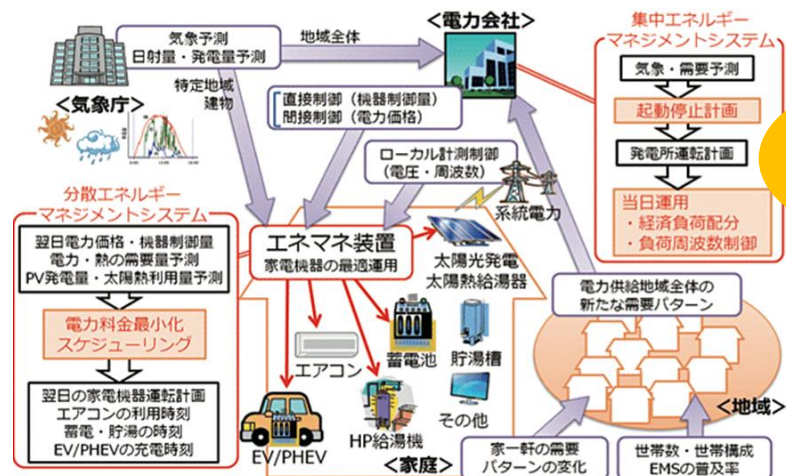 <電力会社>
集中エネルギー
マネジメントシステム
気象予測
日射量・発電量予測
地域全体
気象・需要予測
特定地域
建物
直接制御（機器制御量）
間接制御（電力価格）
起動停止計画
<気象庁>
発電所運転計画
ローカル計測制御
（電圧・周波数）
分散エネルギー
マネジメントシステム
系統電力
当日運用
・経済負荷配分
・負荷周波数制御
翌日電力価格・機器制御量
電力・熱の需要量予測
PV発電量・太陽熱利用量予測
エネマネ装置
家電機器の最適運用
太陽光発電
太陽熱給湯器
電力供給地域全体の
新たな需要パターン
電力料金最小化
スケジューリング
エアコン
蓄電池
貯湯槽
翌日の家電機器運転計画
エアコンの利用時刻
蓄電・貯湯の時刻
EV/PHEVの充電時刻
その他
<地域>
EV/PHEV
HP給湯機
<家庭>
家一軒の需要
パターンの変化
世帯数・世帯構成
EMSの普及率